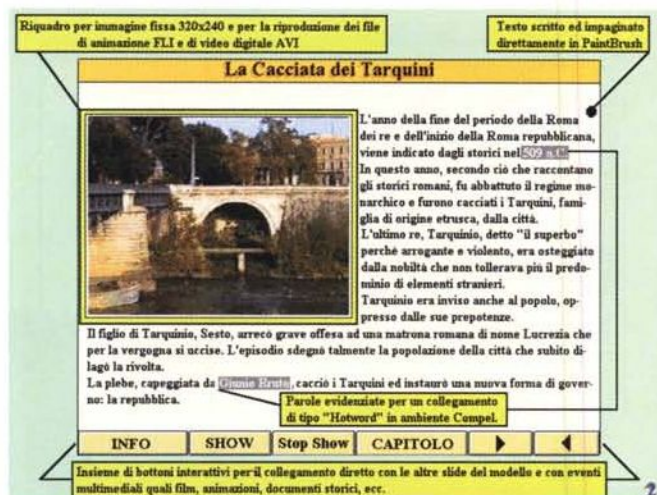 Riquadro per immagine fissa 320x240 e per la riproduzione dei file
di animazione FLI e di video digitale AVI
Testo scritto ed impaginato
direttamente in PaintBrush
La Cacciata dei Tarquini
L'anno della fine del periodo della Roma
dei re e dell'inizio della Roma repubblicana,
viene indicato dagli storici nel 509 a.C.
In questo anno, secondo ciò che raccontano
gli storici romani, fu abbattuto il regime mo-
narchico e furono cacciati i Tarquini, fami-
glia di origine etrusca, dalla città.
L'ultimo re, Tarquinio, detto "il superbo"
perché arrogante e violento, era osteggiato
dalla nobiltà che non tollerava più il predo-
minio di elementi stranieri.
Tarquinio era inviso anche al popolo, op-
presso dalle sue prepotenze.
Il figlio di Tarquinio, Sesto, arrecò grave offesa ad una matrona romana di nome Lucrezia che
per la vergogna si uccise. L'episodio sdegnò talmente la popolazione della città che subito di-
lagò la rivolta.
La plebe, capeggiata da Giunio Bruto, cacciò i Tarquini ed instaurò una nuova forma di gover-
no: la repubblica.
Parole evidenziate per un collegamento
di tipo "Hotword" in ambiente Compel.
INFO SHOW Stop Show CAPITOLO
Insieme di bottoni interattivi per il collegamento diretto con le altre slide del modello e con eventi
multimediali quali film, animazioni, documenti storici, ecc.